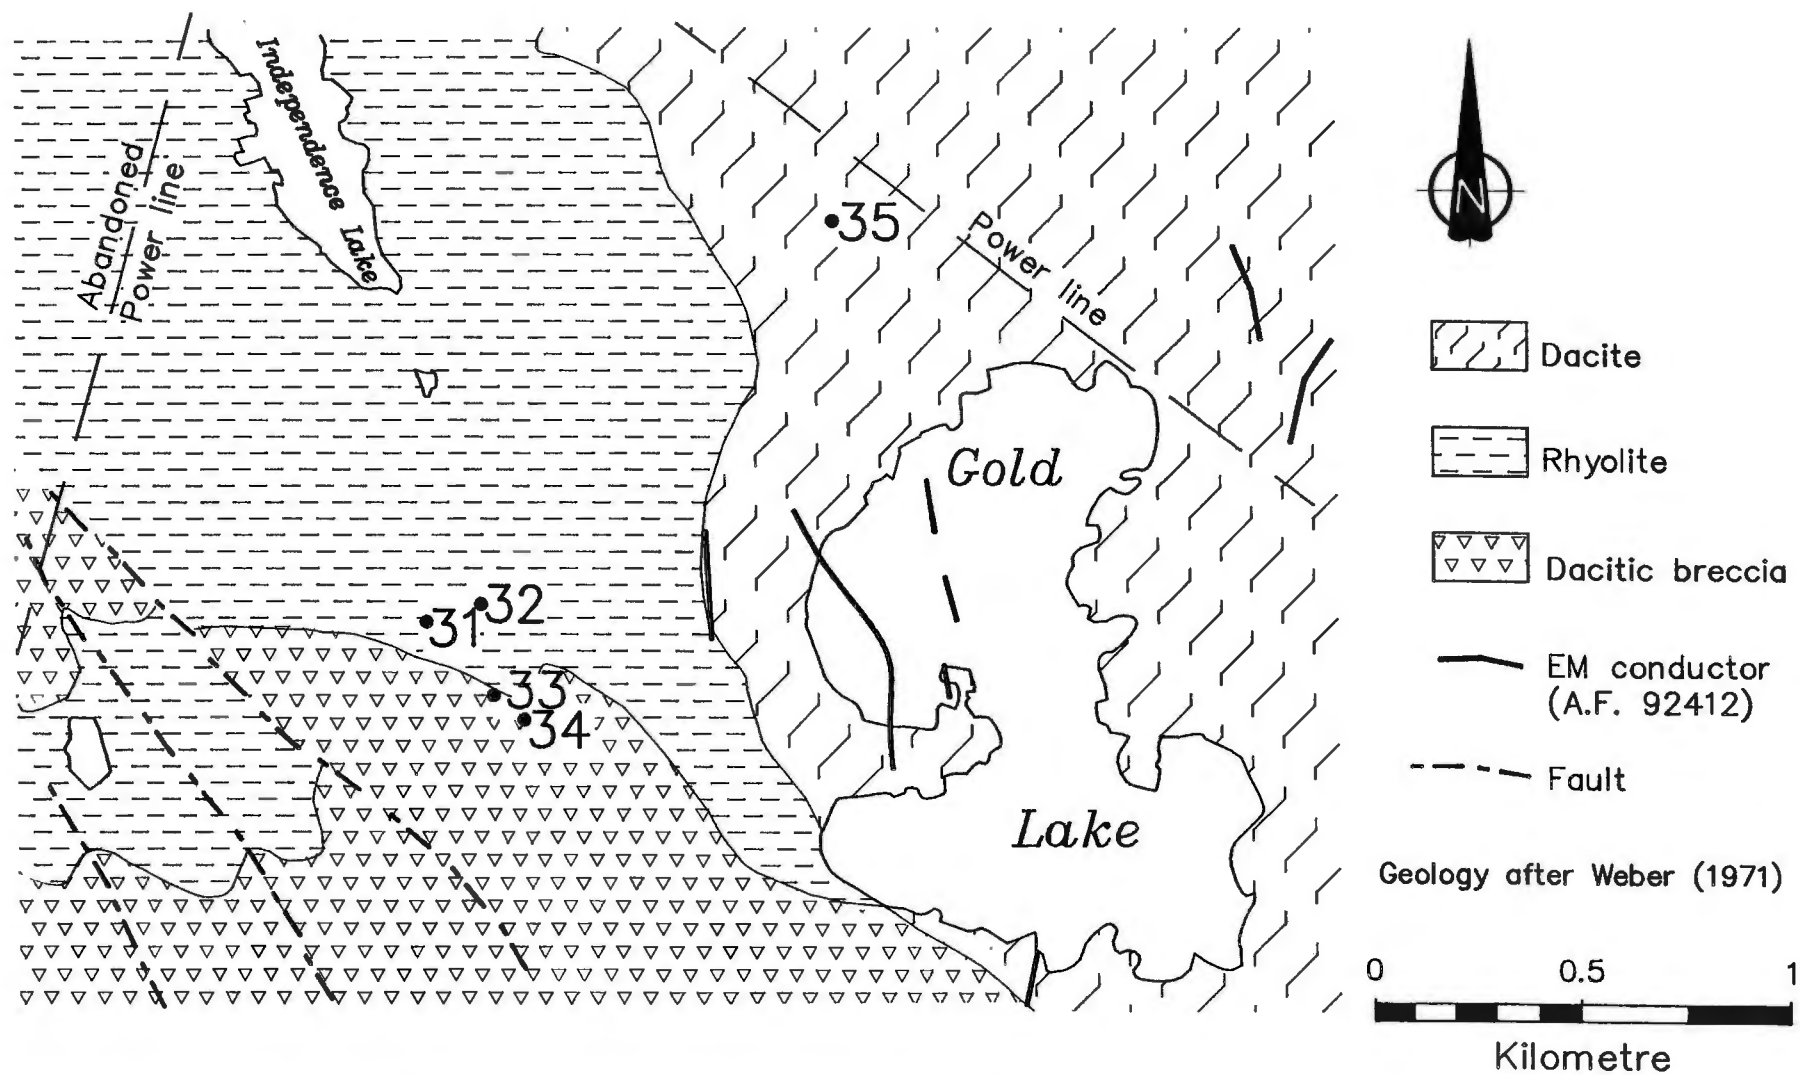 Independence Lake
Abandoned
Power line
35
Power line
N
Dacite
Gold
Rhyolite
Dacitic breccia
32
31
EM conductor
(A.F. 92412)
33
34
Fault
Lake
Geology after Weber (1971)
0 0.5 1
Kilometre